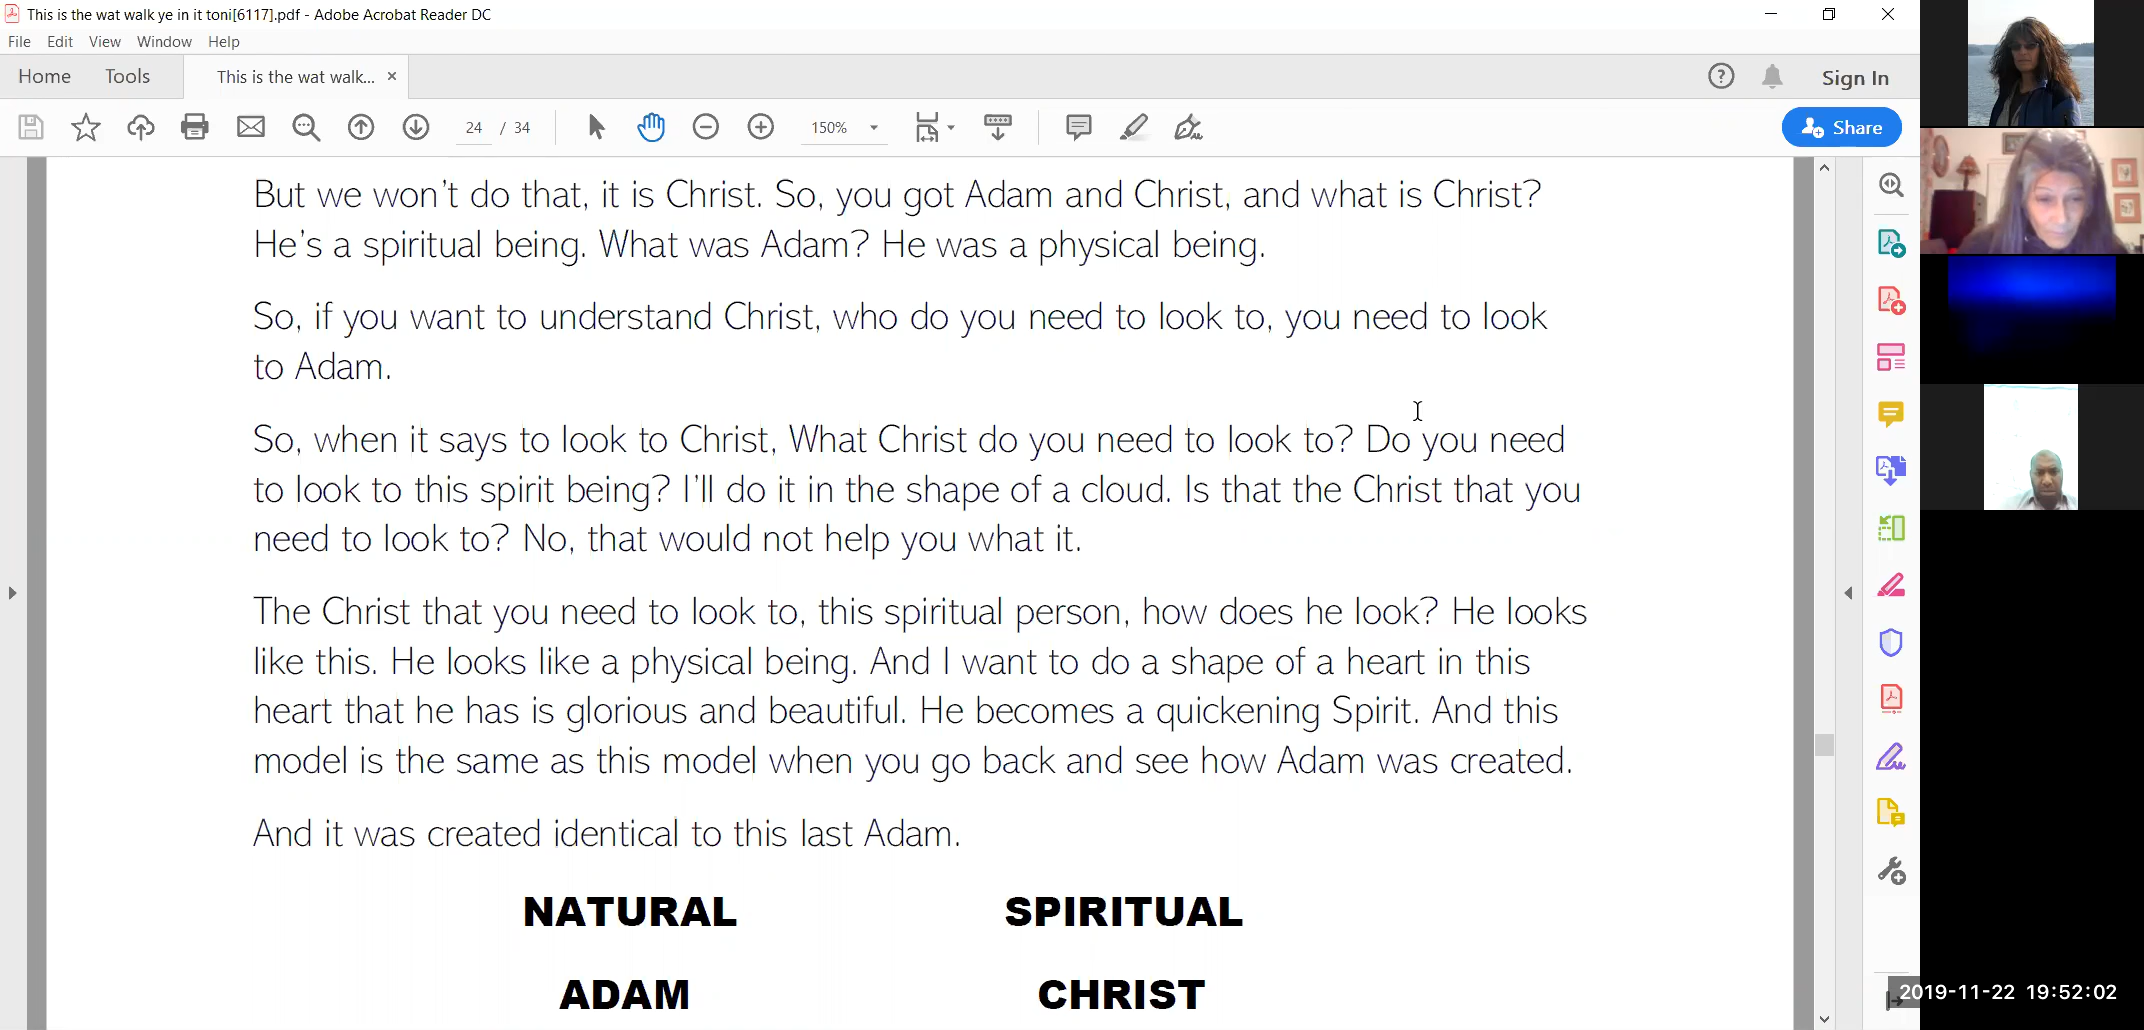 This is the wat walk ye in it toni[6117].pdf - Adobe Acrobat Reader DC
File Edit View Window Help
Home Tools This is the wat walk... × Sign In
24 / 34 150% Share
But we won't do that, it is Christ. So, you got Adam and Christ, and what is Christ?
He's a spiritual being. What was Adam? He was a physical being.
So, if you want to understand Christ, who do you need to look to, you need to look
to Adam.
So, when it says to look to Christ, What Christ do you need to look to? Do you need
to look to this spirit being? I'll do it in the shape of a cloud. Is that the Christ that you
need to look to? No, that would not help you what it.
The Christ that you need to look to, this spiritual person, how does he look? He looks
like this. He looks like a physical being. And I want to do a shape of a heart in this
heart that he has is glorious and beautiful. He becomes a quickening Spirit. And this
model is the same as this model when you go back and see how Adam was created.
And it was created identical to this last Adam.
NATURAL SPIRITUAL
ADAM CHRIST
2019-11-22 19:52:02